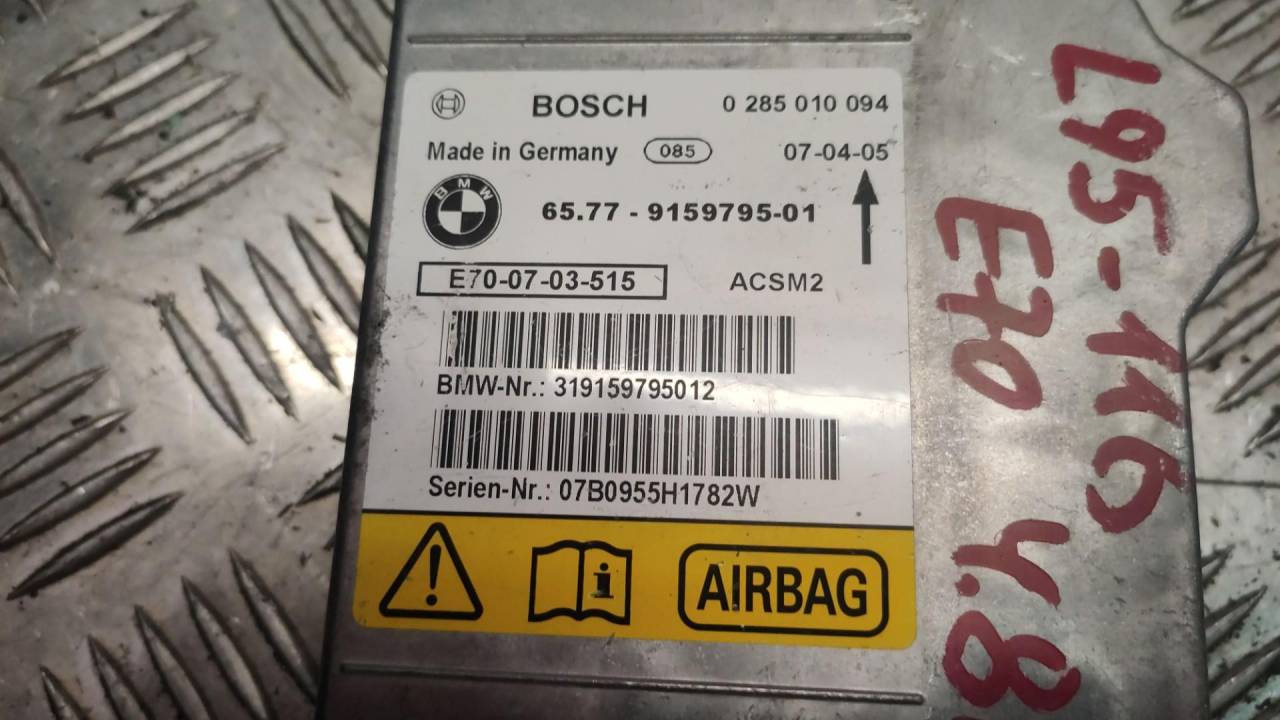 BOSCH 0 285 010 094
Made in Germany 085 07-04-05
BMW
65.77 - 9159795-01
E70-07-03-515 ACSM2
BMW-Nr.: 319159795012
Serien-Nr.: 07B0955H1782W
AIRBAG
L95-116
E70 4.8